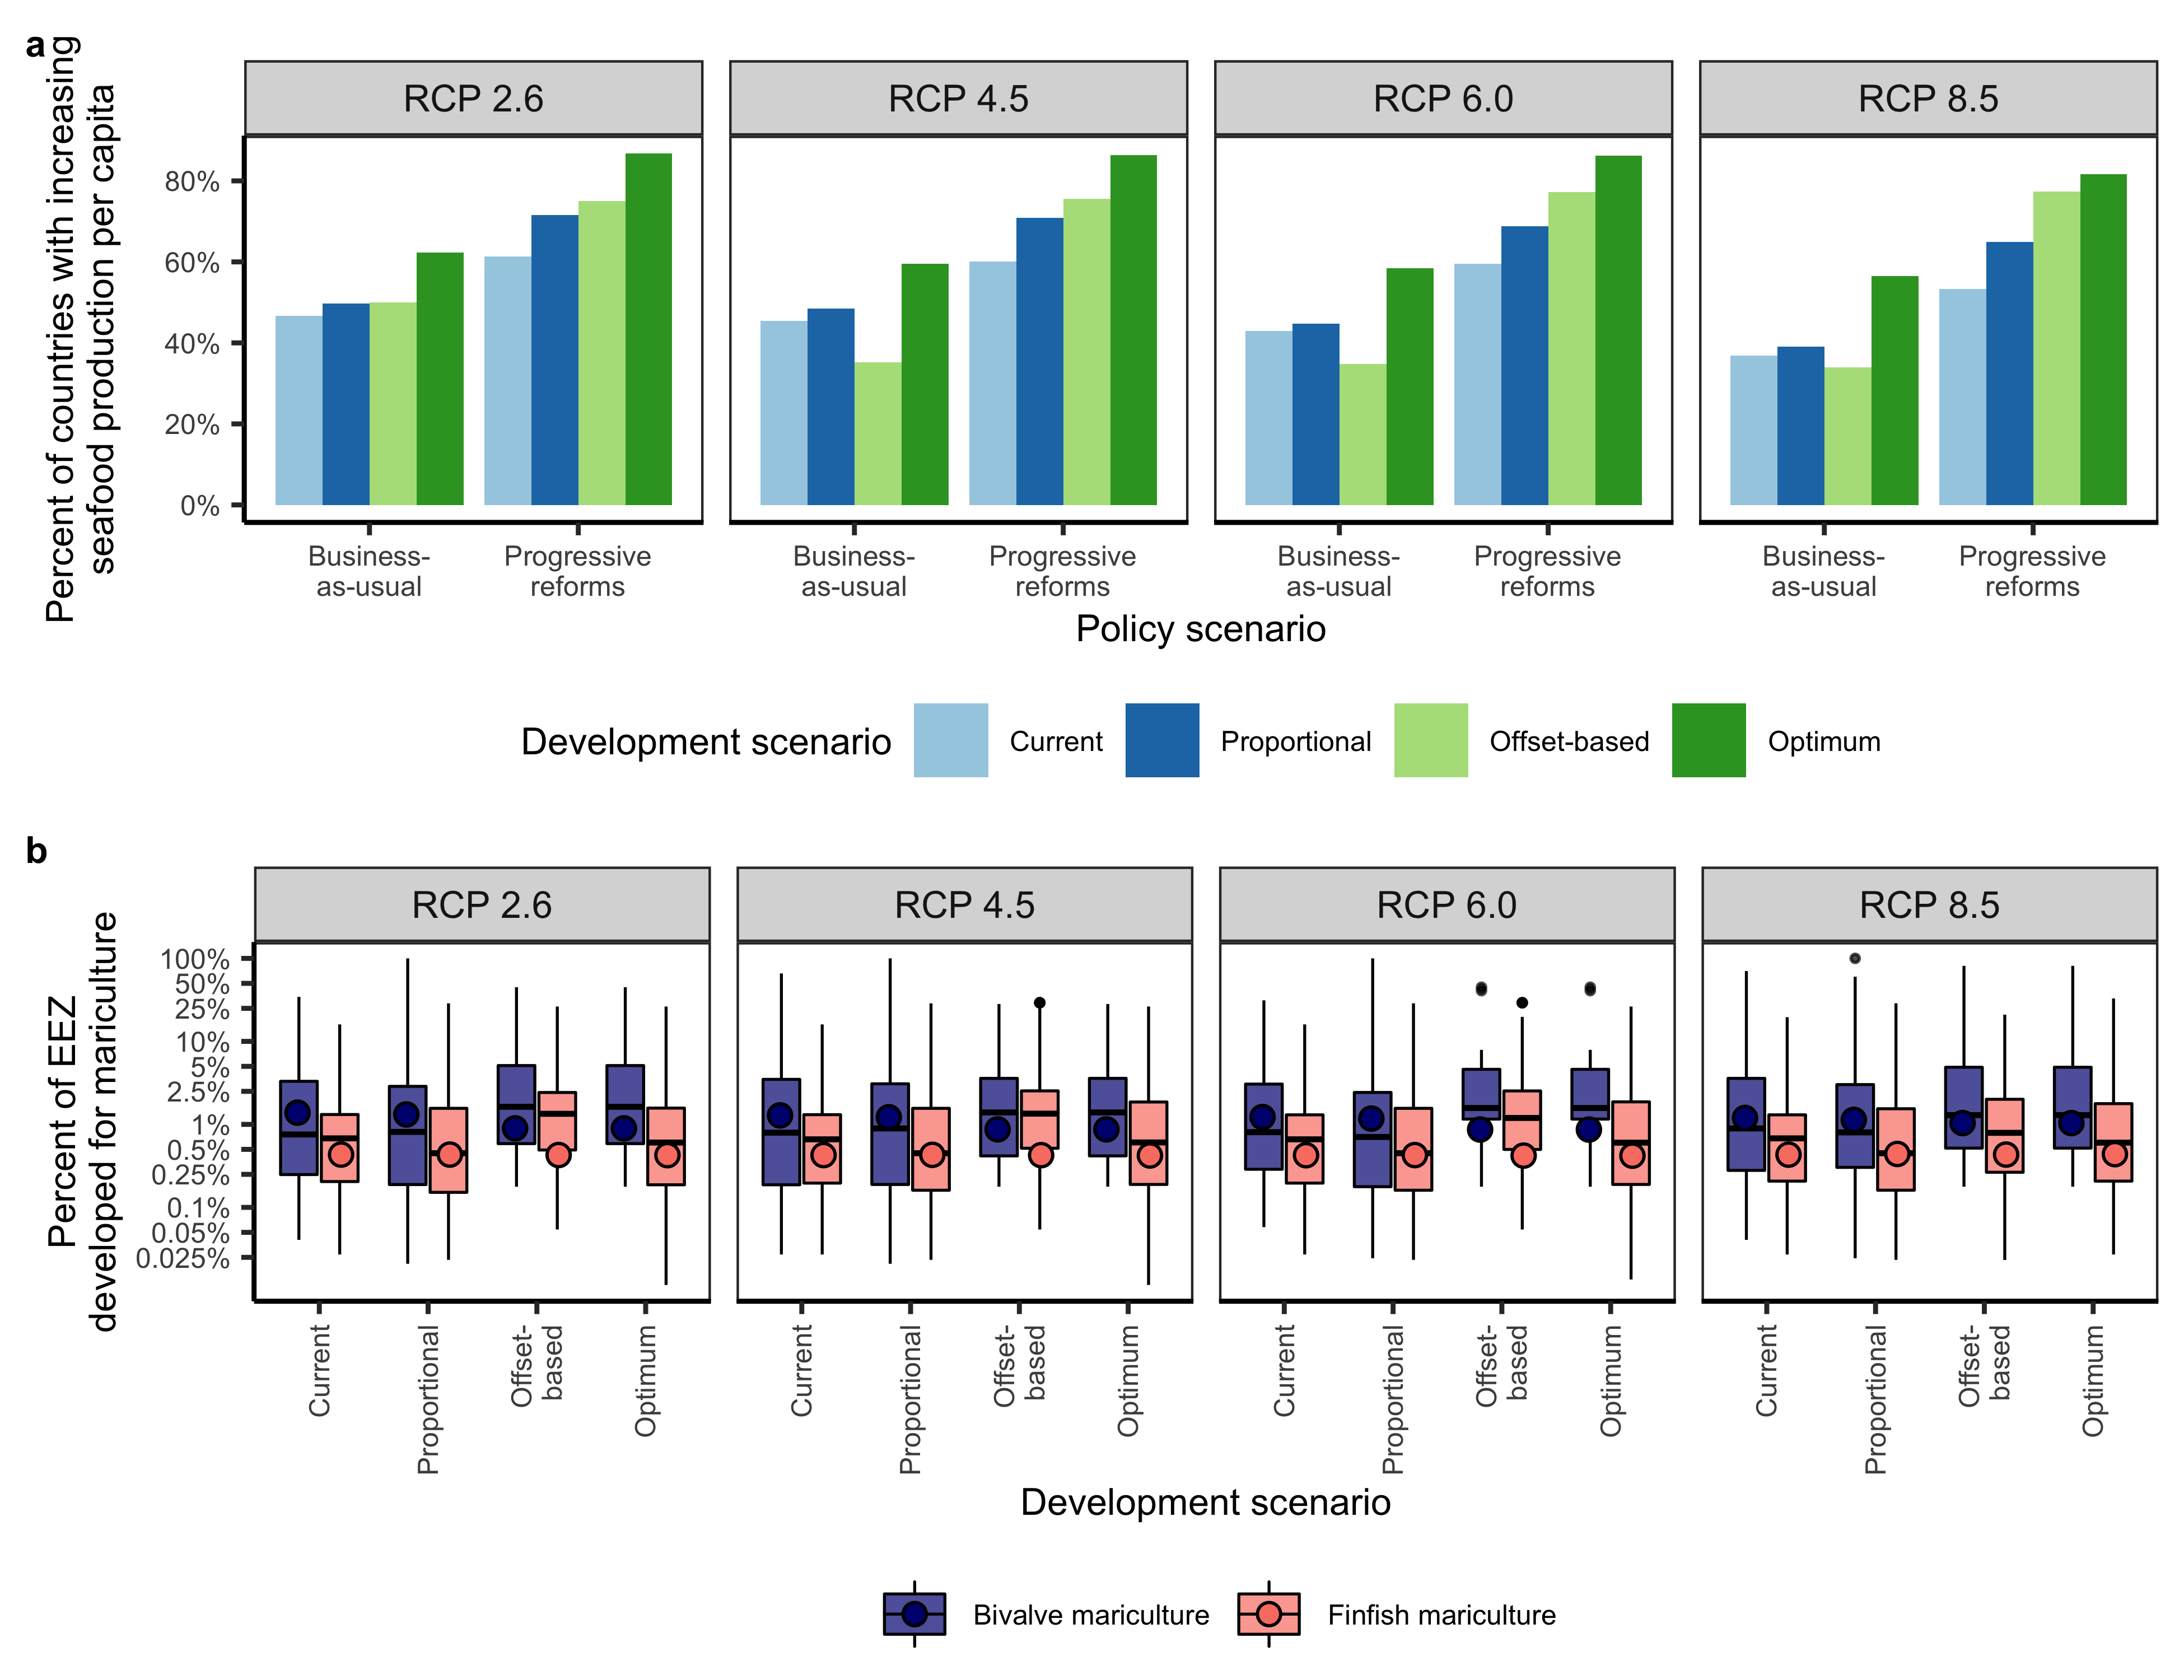 a
Percent of countries with increasing
seafood production per capita
RCP 2.6
RCP 4.5
RCP 6.0
RCP 8.5
80%
60%
40%
20%
0%
Business-
as-usual
Progressive
reforms
Business-
as-usual
Progressive
reforms
Business-
as-usual
Progressive
reforms
Business-
as-usual
Progressive
reforms
Policy scenario
Development scenario
Current
Proportional
Offset-based
Optimum
b
Percent of EEZ
developed for mariculture
RCP 2.6
RCP 4.5
RCP 6.0
RCP 8.5
100%
50%
25%
10%
5%
2.5%
1%
0.5%
0.25%
0.1%
0.05%
0.025%
Current
Proportional
Offset-
based
Optimum
Current
Proportional
Offset-
based
Optimum
Current
Proportional
Offset-
based
Optimum
Current
Proportional
Offset-
based
Optimum
Development scenario
Bivalve mariculture
Finfish mariculture